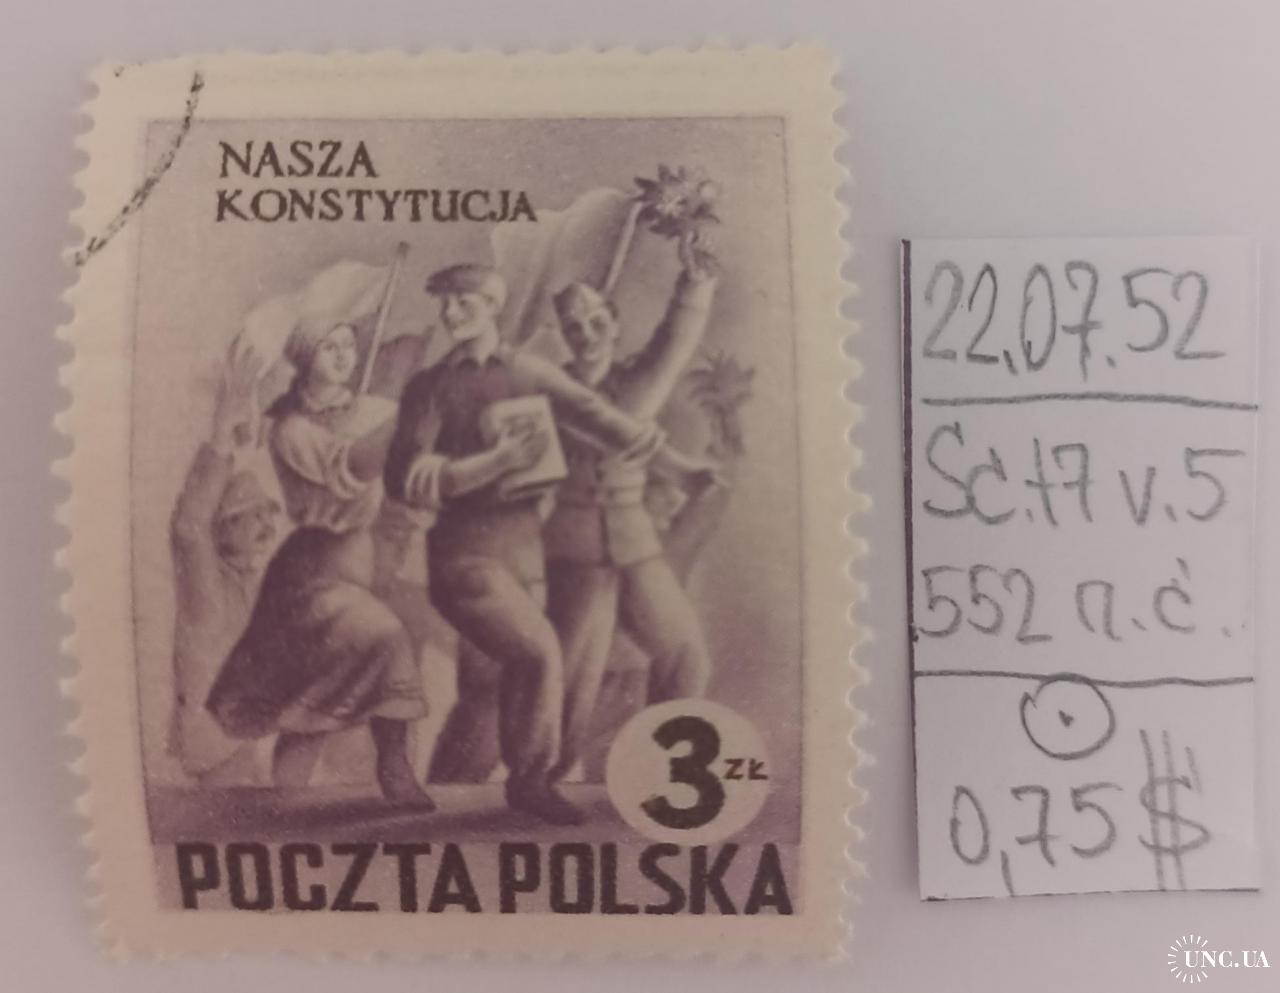 NASZA
KONSTYTUCJA
3 ZŁ
POCZTA POLSKA
22.07.52
Sc.17 v.5
552 п.с.
0,75 $
UNC.UA